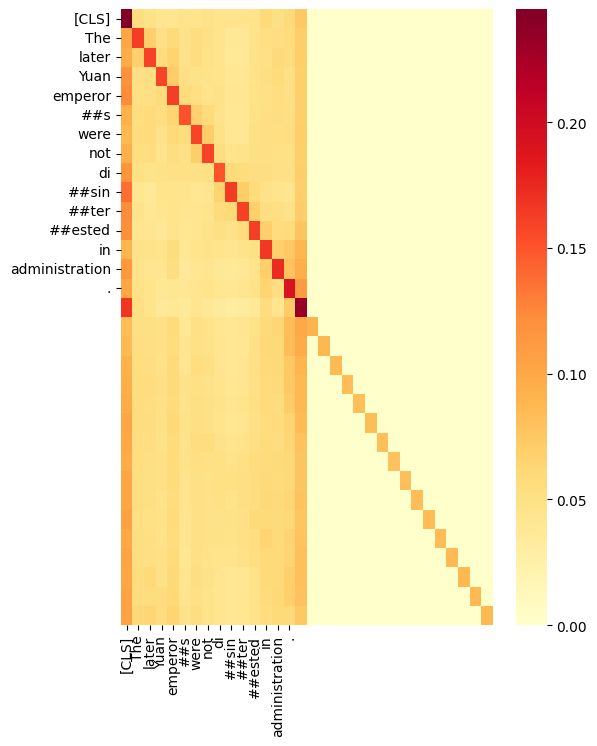 [CLS]
The
later
Yuan
emperor
##s
were
not
di
##sin
##ter
##ested
in
administration
.
0.20
0.15
0.10
0.05
0.00
[CLS]
The
later
Yuan
emperor
##s
were
not
di
##sin
##ter
##ested
in
administration
.